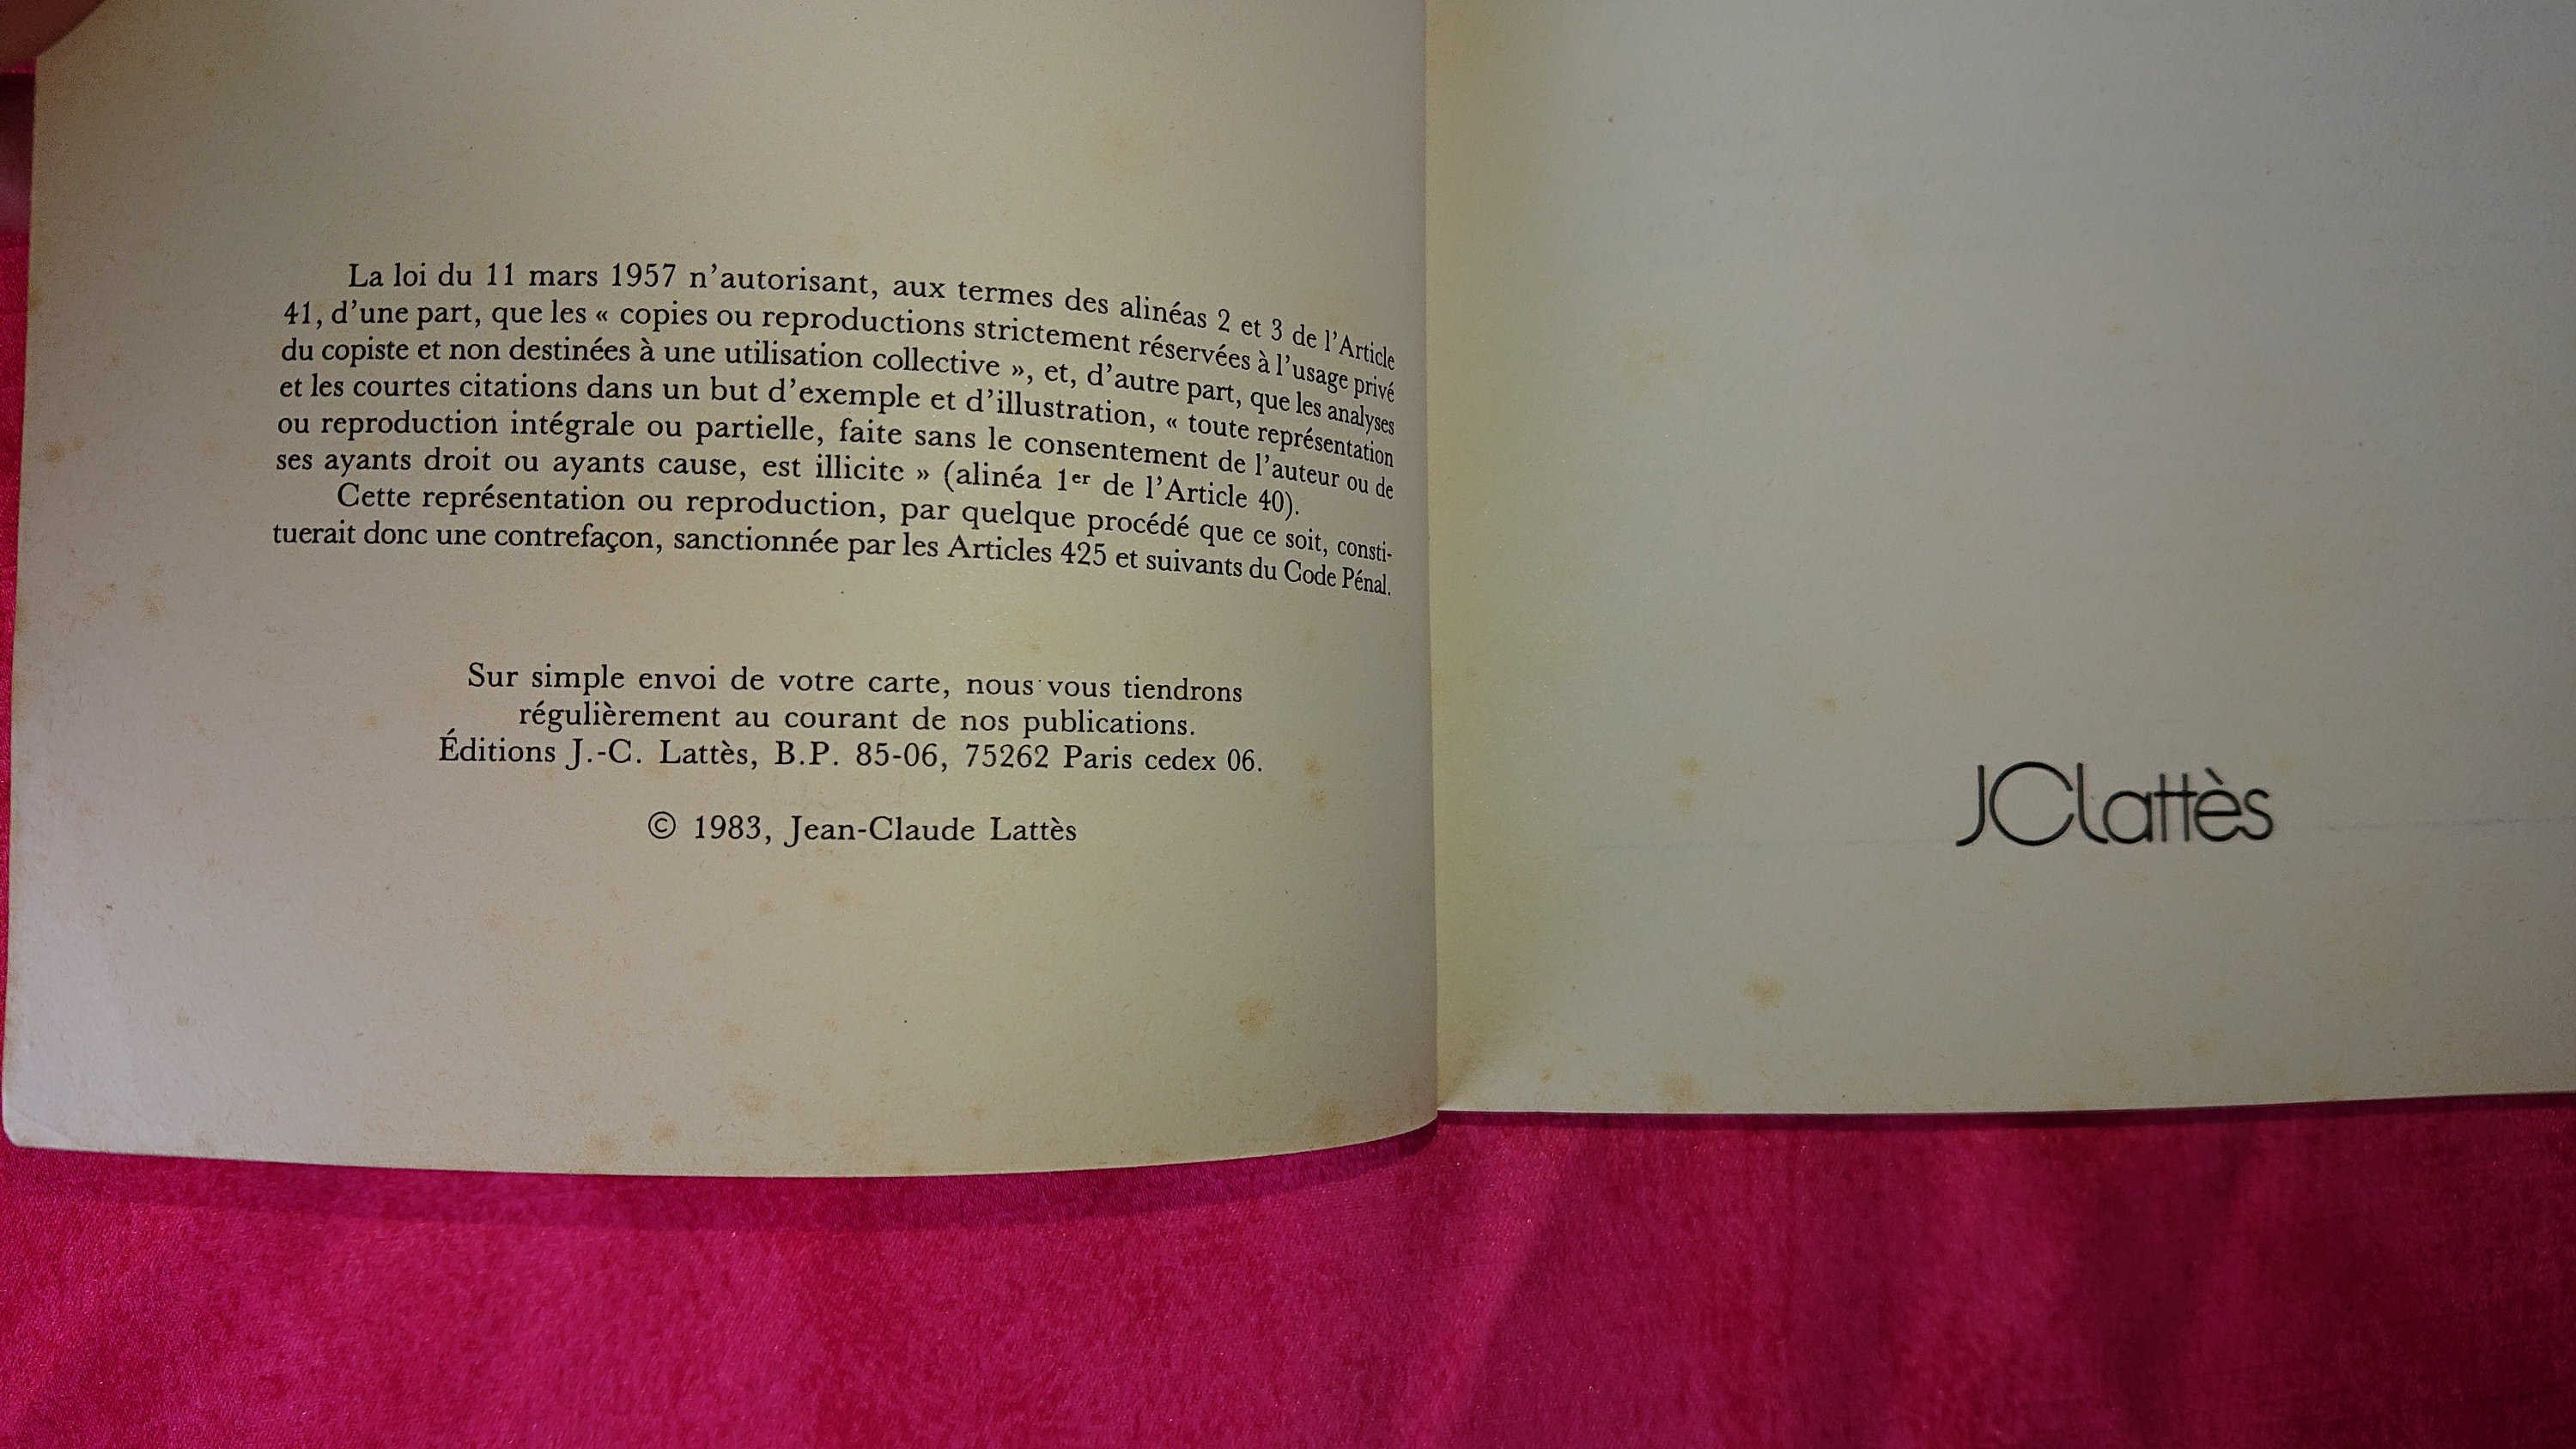 La loi du 11 mars 1957 n'autorisant, aux termes des alinéas 2 et 3 de l'Article
41, d'une part, que les « copies ou reproductions strictement réservées à l'usage privé
du copiste et non destinées à une utilisation collective », et, d'autre part, que les analyses
et les courtes citations dans un but d'exemple et d'illustration, « toute représentation
ou reproduction intégrale ou partielle, faite sans le consentement de l'auteur ou de
ses ayants droit ou ayants cause, est illicite » (alinéa 1er de l'Article 40).
Cette représentation ou reproduction, par quelque procédé que ce soit, consti-
tuerait donc une contrefaçon, sanctionnée par les Articles 425 et suivants du Code Pénal.
Sur simple envoi de votre carte, nous vous tiendrons
régulièrement au courant de nos publications.
Éditions J.-C. Lattès, B.P. 85-06, 75262 Paris cedex 06.
© 1983, Jean-Claude Lattès
JClattès